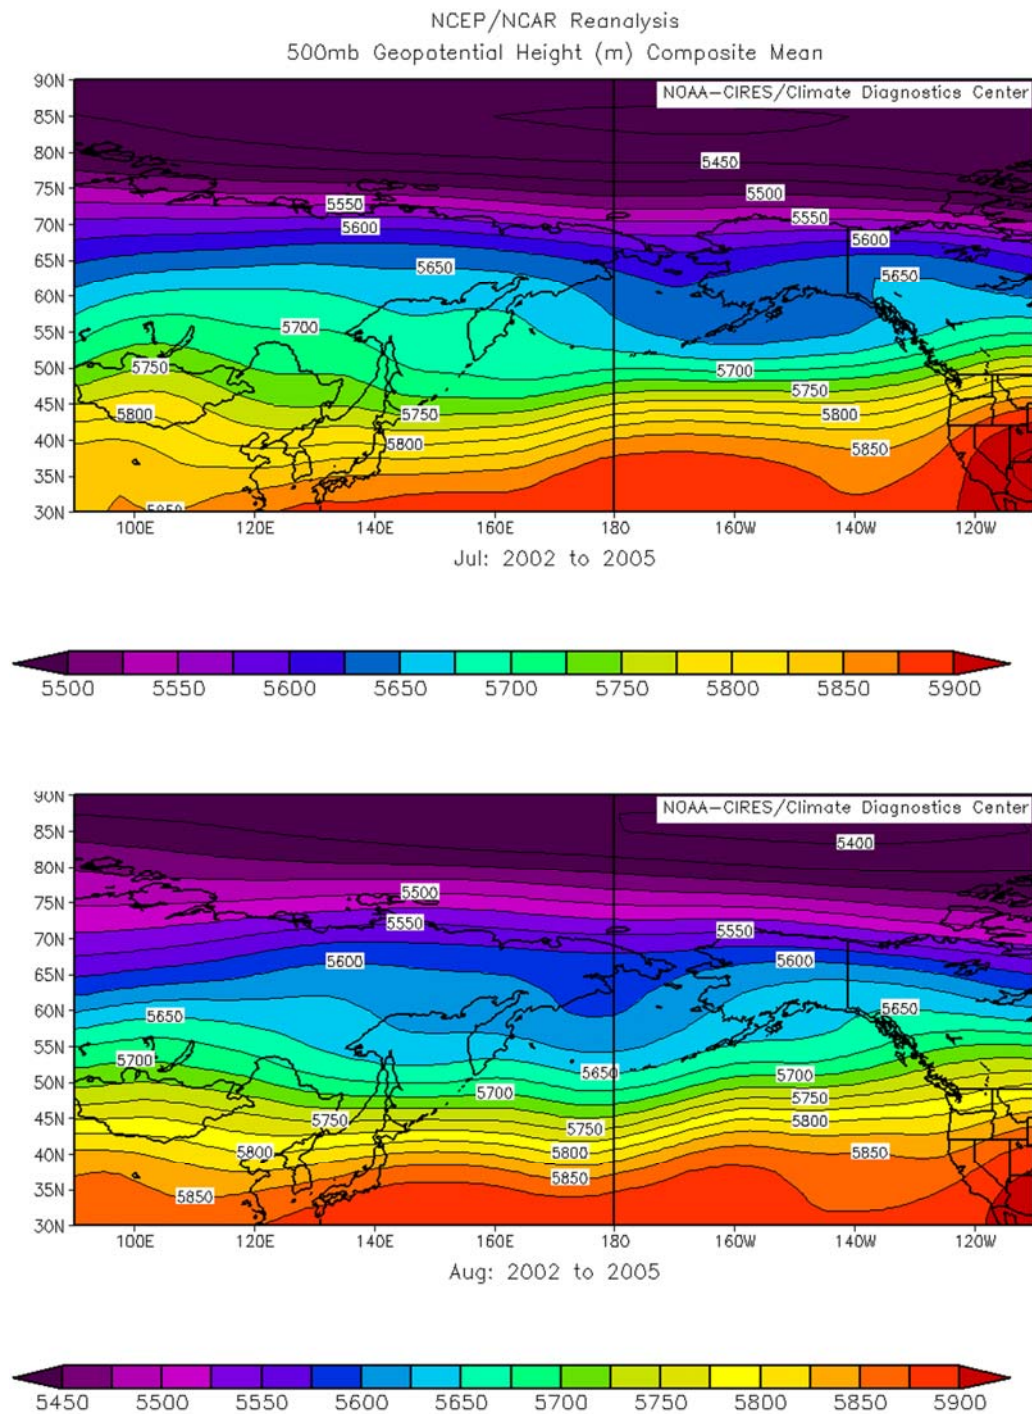 NCEP/NCAR Reanalysis
500mb Geopotential Height (m) Composite Mean
90N
NOAA-CIRES/Climate Diagnostics Center
85N
80N
5450
75N
5500
5550
5550
70N
5600
5600
65N
5650
5650
60N
55N
5700
5750
50N
5700
5750
45N
5800
5750
5800
40N
5800
5850
35N
30N
5850
100E 120E 140E 160E 180 160W 140W 120W
Jul: 2002 to 2005
5500 5550 5600 5650 5700 5750 5800 5850 5900
90N
NOAA-CIRES/Climate Diagnostics Center
85N
5400
80N
75N
5500
5550
5550
70N
5600
5600
65N
60N
5650
5650
55N
5700
5650
5700
50N
5700
5750
45N
5750
5750
5800
40N
5800
5800
5850
35N
5850
5850
30N
100E 120E 140E 160E 180 160W 140W 120W
Aug: 2002 to 2005
5450 5500 5550 5600 5650 5700 5750 5800 5850 5900